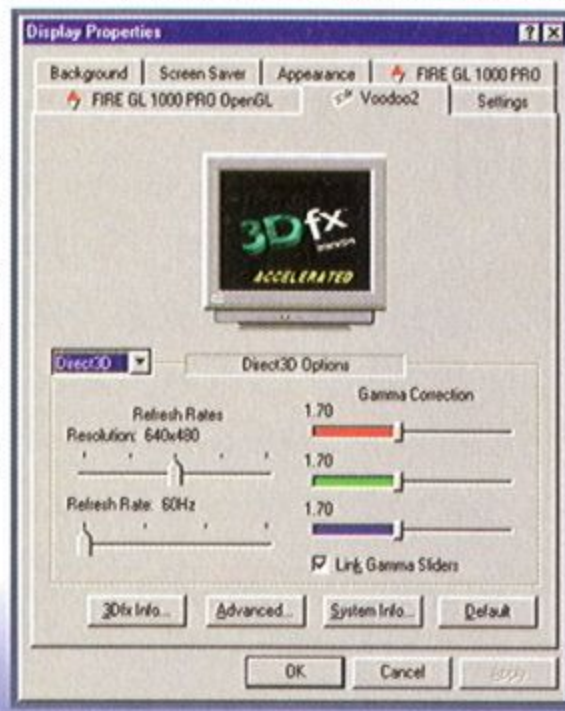 Display Properties
Background Screen Saver Appearance FIRE GL 1000 PRO
FIRE GL 1000 PRO OpenGL Voodoo2 Settings
3Dfx
ACCELERATED
Direct3D
Direct3D Options
Refresh Rates
Resolution: 640x480
Refresh Rate: 60Hz
Gamma Correction
1.70
1.70
1.70
Link Gamma Sliders
3Dfx Info... Advanced... System Info... Default
OK Cancel Apply